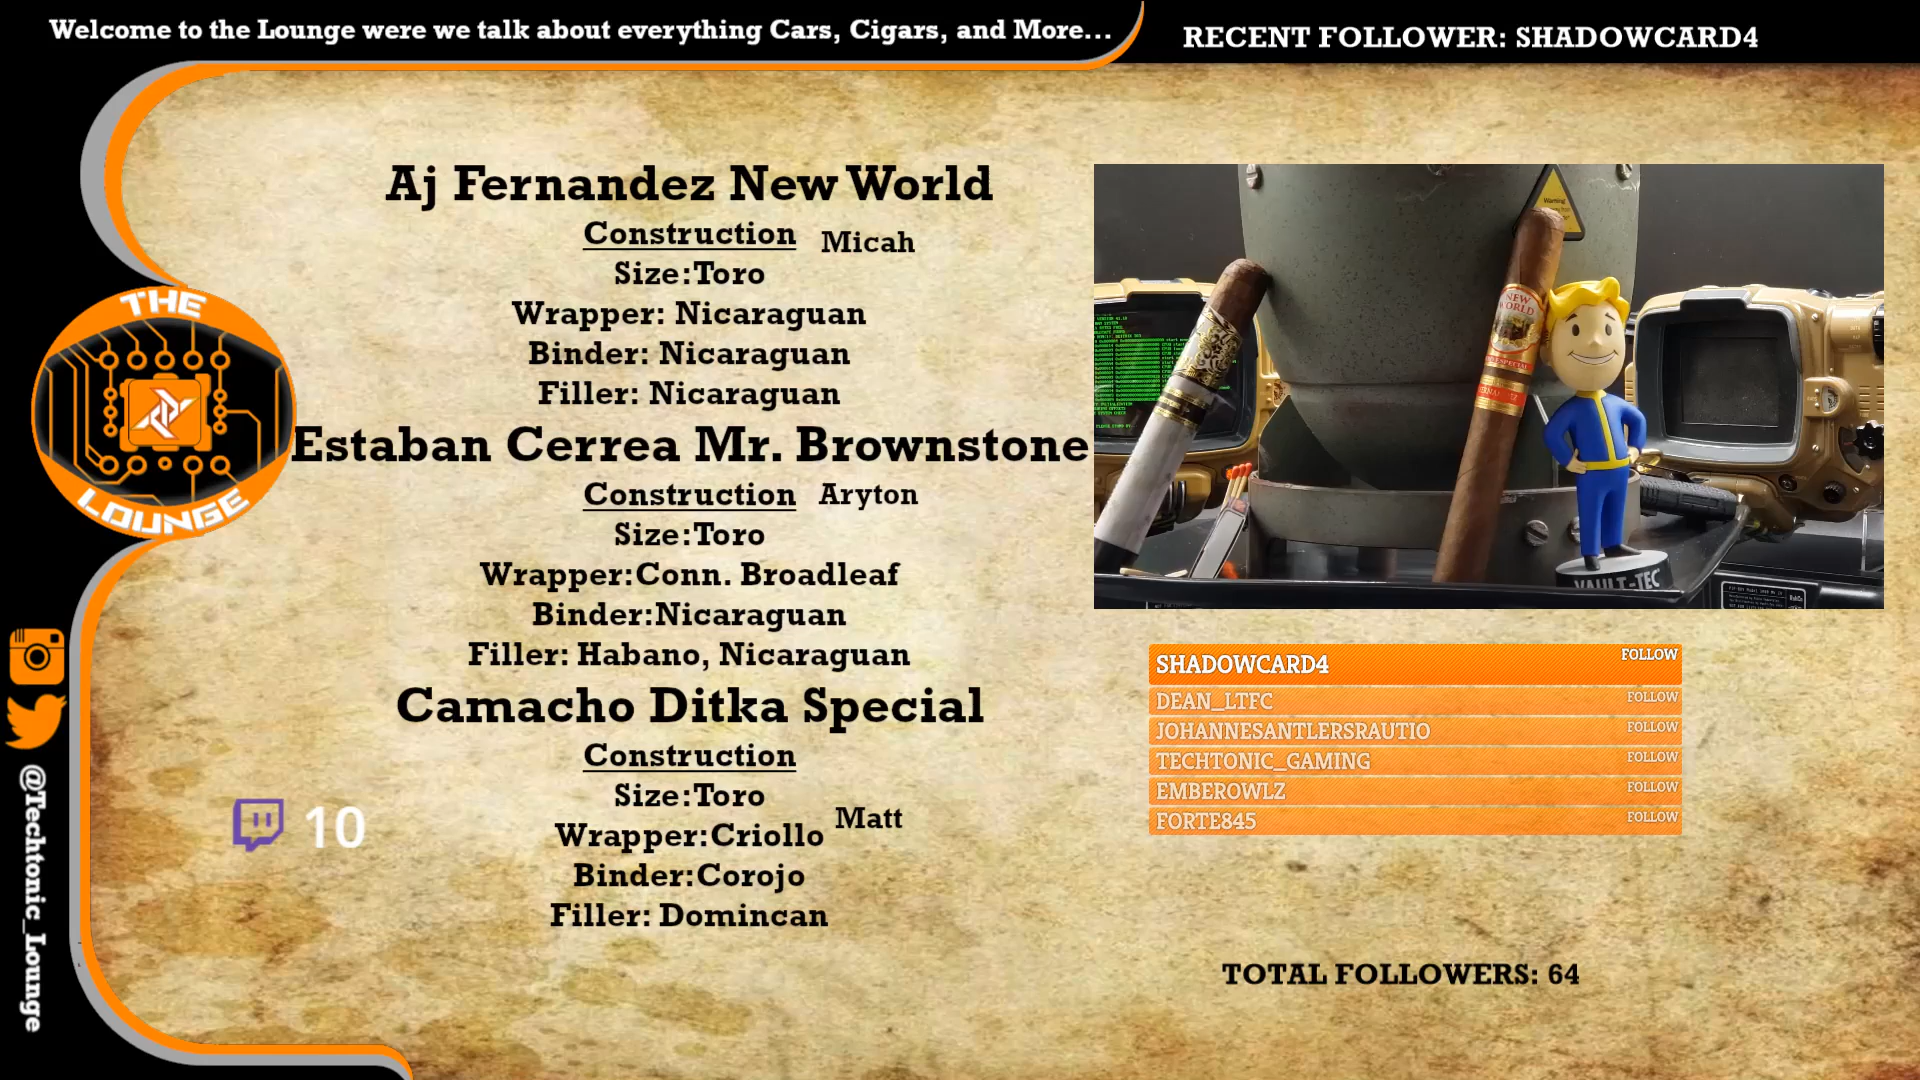 Welcome to the Lounge were we talk about everything Cars, Cigars, and More...
RECENT FOLLOWER: SHADOWCARD4
THE
LOUNGE
Aj Fernandez New World
Construction Micah
Size:Toro
Wrapper: Nicaraguan
Binder: Nicaraguan
Filler: Nicaraguan
Estaban Cerrea Mr. Brownstone
Construction Aryton
Size:Toro
Wrapper:Conn. Broadleaf
Binder:Nicaraguan
Filler: Habano, Nicaraguan
Camacho Ditka Special
Construction
Size:Toro
Matt
Wrapper:Criollo
Binder:Corojo
Filler: Domincan
10
@Techtonic_Lounge
Warning
NEW
WORLD
VAULT-TEC
SHADOWCARD4 FOLLOW
DEAN_LTFC FOLLOW
JOHANNESANTLERSRAUTIO FOLLOW
TECHTONIC_GAMING FOLLOW
EMBEROWLZ FOLLOW
FORTE845 FOLLOW
TOTAL FOLLOWERS: 64